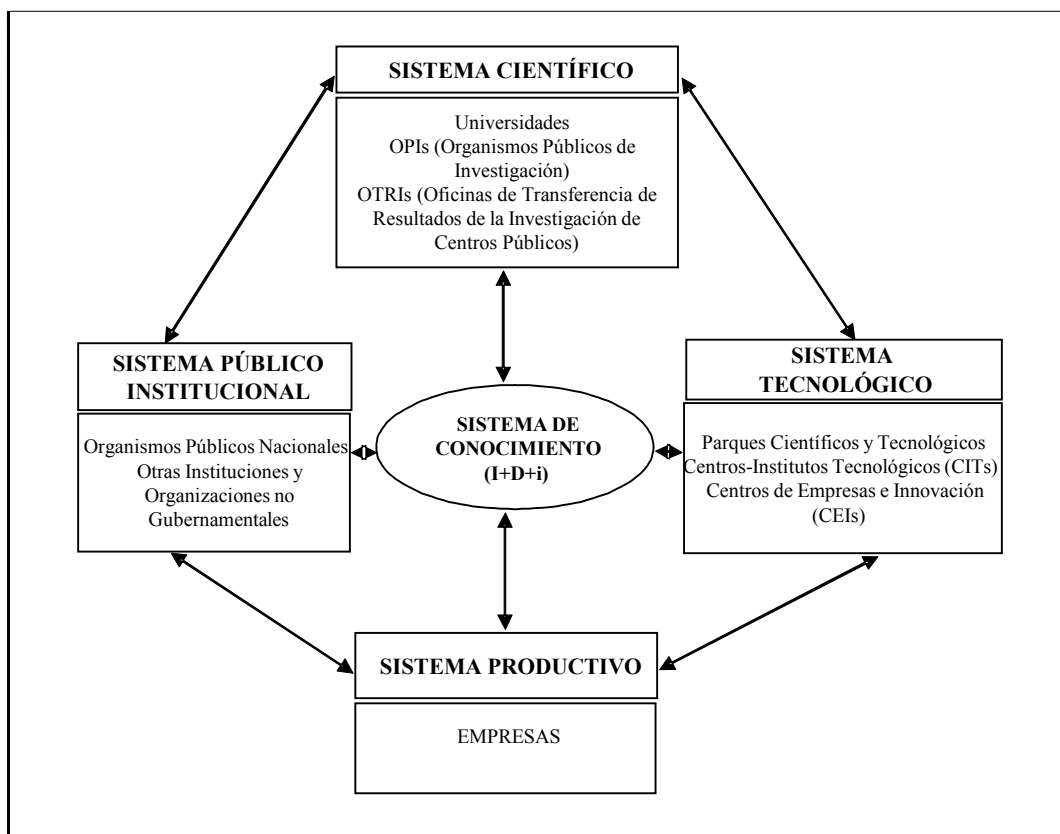 SISTEMA CIENTÍFICO
Universidades
OPIs (Organismos Públicos de
Investigación)
OTRIs (Oficinas de Transferencia de
Resultados de la Investigación de
Centros Públicos)
SISTEMA PÚBLICO
INSTITUCIONAL
Organismos Públicos Nacionales
Otras Instituciones y
Organizaciones no
Gubernamentales
SISTEMA DE
CONOCIMIENTO
(I+D+i)
SISTEMA
TECNOLÓGICO
Parques Científicos y Tecnológicos
Centros-Institutos Tecnológicos (CITs)
Centros de Empresas e Innovación
(CEIs)
SISTEMA PRODUCTIVO
EMPRESAS